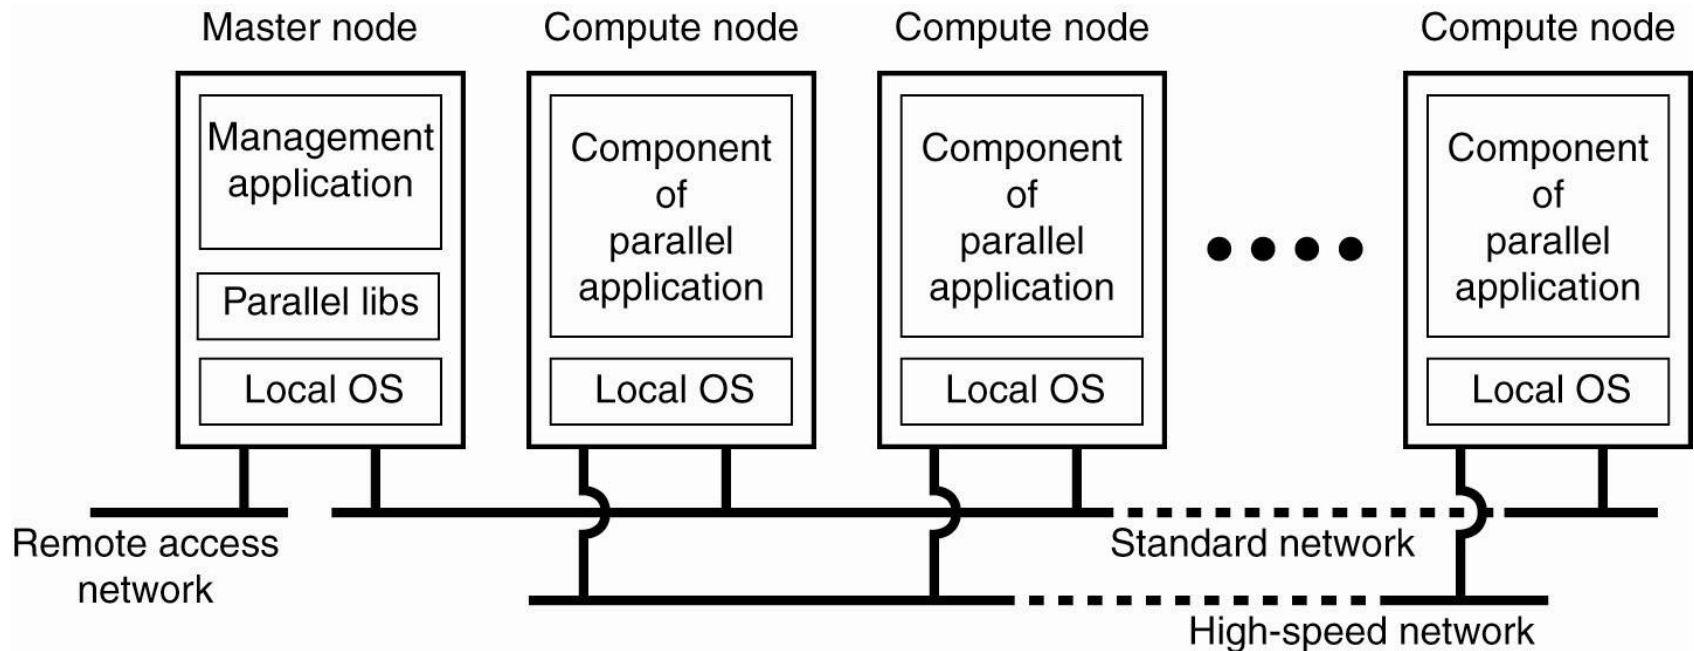 Master node
Compute node
Compute node
Compute node
Management
application
Parallel libs
Local OS
Component
of
parallel
application
Local OS
Component
of
parallel
application
Local OS
Component
of
parallel
application
Local OS
Remote access
network
Standard network
High-speed network